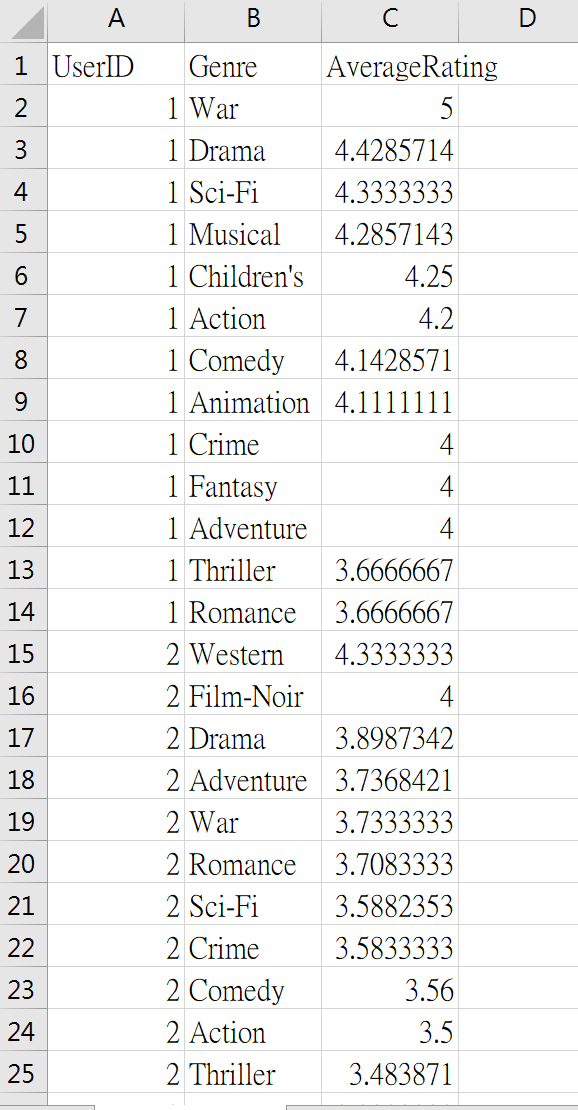 A B C D
1 UserID Genre AverageRating
2 1 War 5
3 1 Drama 4.4285714
4 1 Sci-Fi 4.3333333
5 1 Musical 4.2857143
6 1 Children's 4.25
7 1 Action 4.2
8 1 Comedy 4.1428571
9 1 Animation 4.1111111
10 1 Crime 4
11 1 Fantasy 4
12 1 Adventure 4
13 1 Thriller 3.6666667
14 1 Romance 3.6666667
15 2 Western 4.3333333
16 2 Film-Noir 4
17 2 Drama 3.8987342
18 2 Adventure 3.7368421
19 2 War 3.7333333
20 2 Romance 3.7083333
21 2 Sci-Fi 3.5882353
22 2 Crime 3.5833333
23 2 Comedy 3.56
24 2 Action 3.5
25 2 Thriller 3.483871